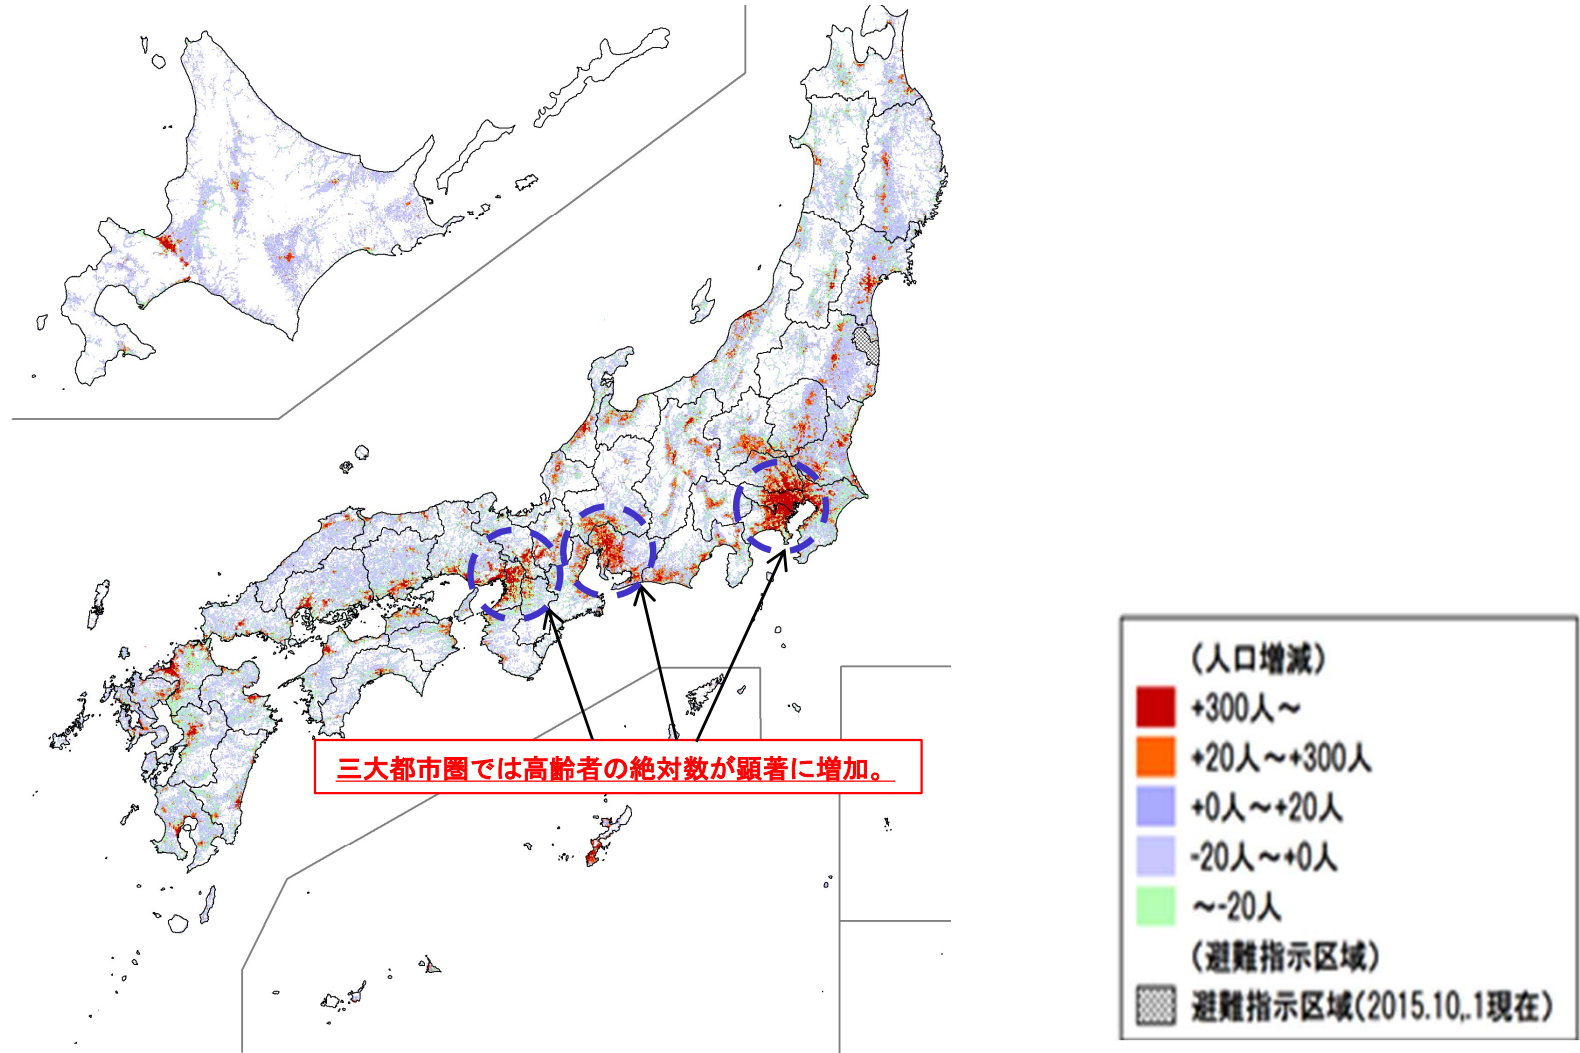 三大都市圏では高齢者の絶対数が顕著に増加。
(人口増減)
+300人～
+20人～+300人
+0人～+20人
-20人～+0人
～-20人
(避難指示区域)
避難指示区域(2015.10,.1現在)